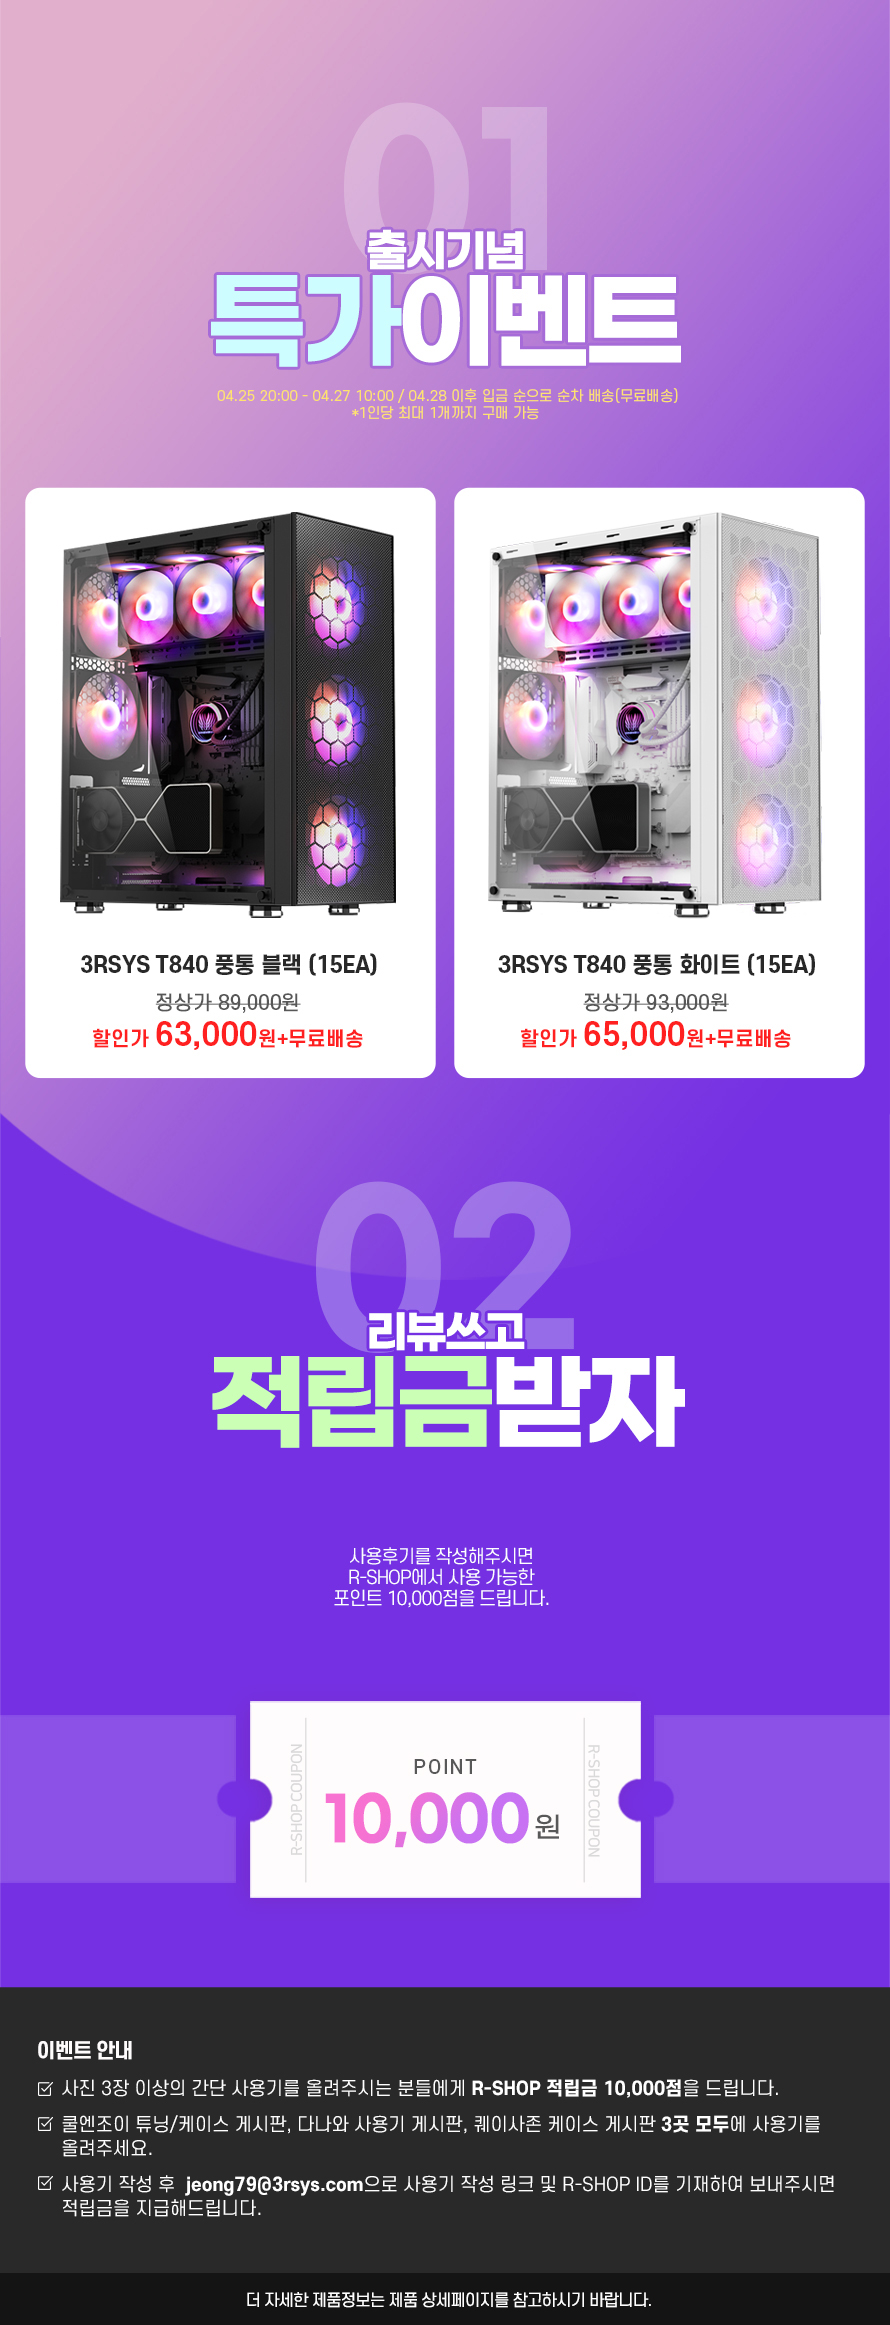 01
출시기념
특가이벤트
04.25 20:00 - 04.27 10:00 / 04.28 이후 입금 순으로 순차 배송(무료배송)
*1인당 최대 1개까지 구매 가능
3RSYS T840 풍통 블랙 (15EA)
정상가 89,000원
할인가 63,000원+무료배송
3RSYS T840 풍통 화이트 (15EA)
정상가 93,000원
할인가 65,000원+무료배송
02
리뷰쓰고
적립금받자
사용후기를 작성해주시면
R-SHOP에서 사용 가능한
포인트 10,000점을 드립니다.
R-SHOP COUPON
POINT
10,000원
R-SHOP COUPON
이벤트 안내
사진 3장 이상의 간단 사용기를 올려주시는 분들에게 R-SHOP 적립금 10,000점을 드립니다.
쿨엔조이 튜닝/케이스 게시판, 다나와 사용기 게시판, 퀘이사존 케이스 게시판 3곳 모두에 사용기를
올려주세요.
사용기 작성 후 jeong79@3rsys.com으로 사용기 작성 링크 및 R-SHOP ID를 기재하여 보내주시면
적립금을 지급해드립니다.
더 자세한 제품정보는 제품 상세페이지를 참고하시기 바랍니다.